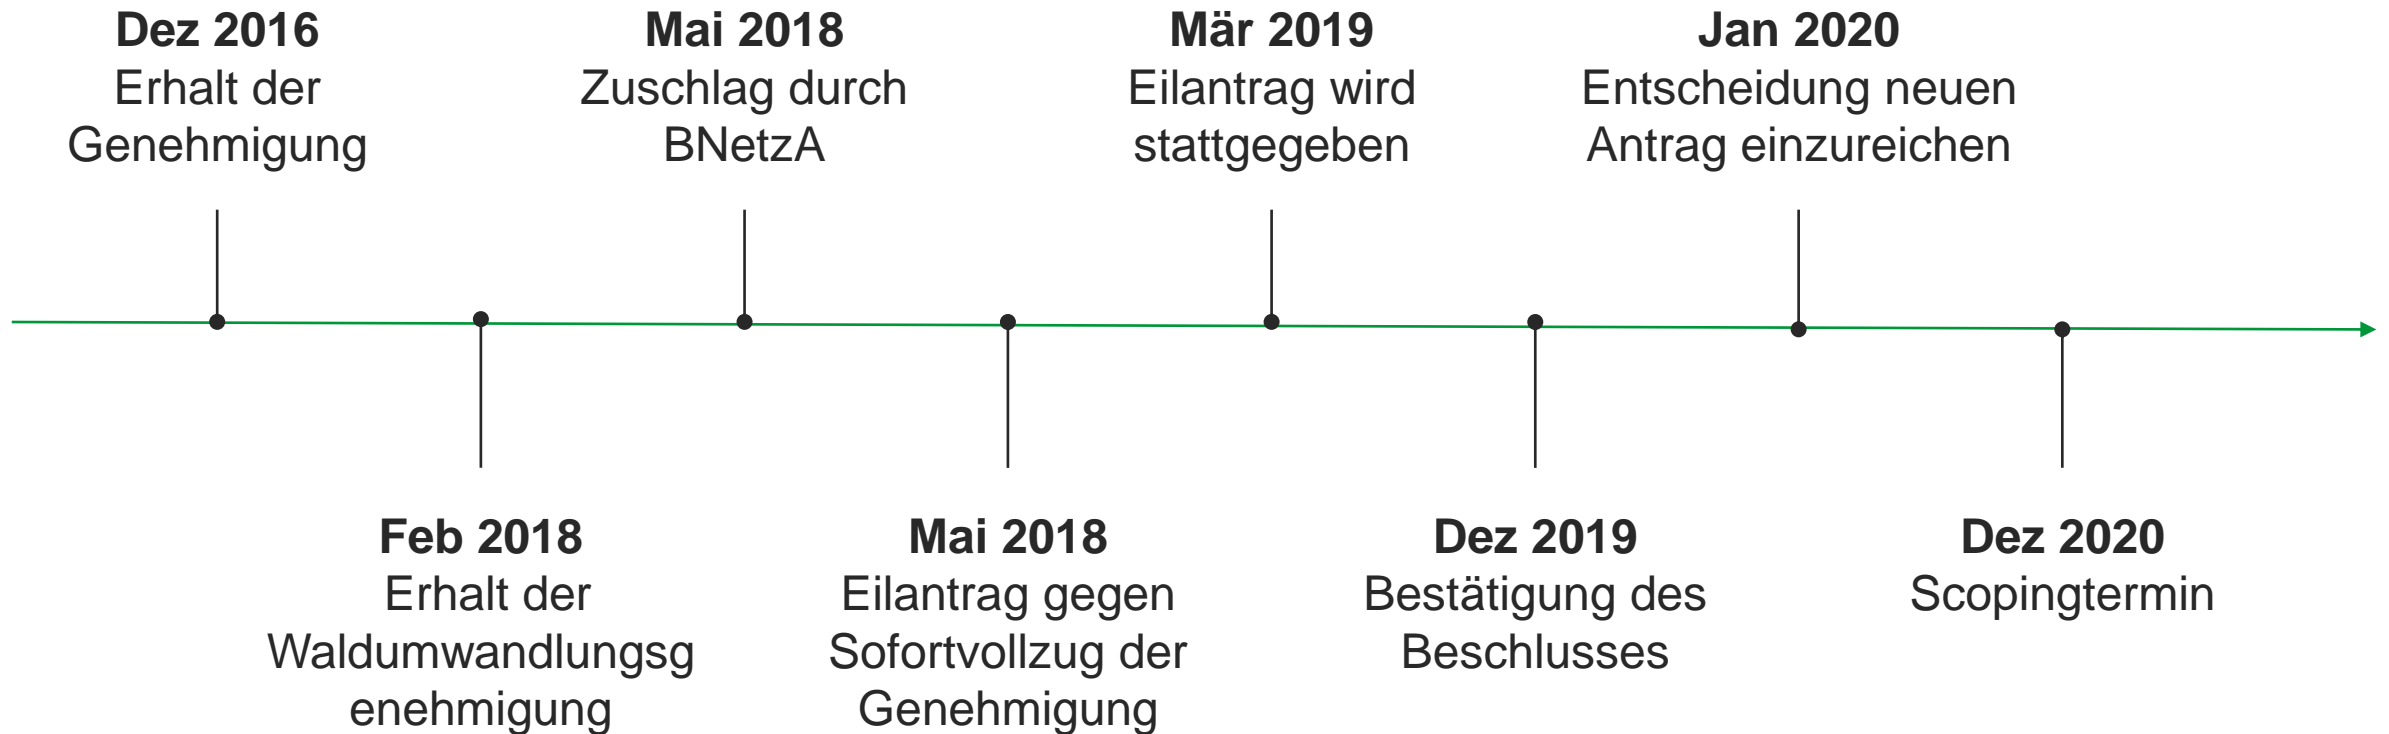 Dez 2016
Erhalt der
Genehmigung
Feb 2018
Erhalt der
Waldumwandlungsg
enehmigung
Mai 2018
Zuschlag durch
BNetzA
Mai 2018
Eilantrag gegen
Sofortvollzug der
Genehmigung
Mär 2019
Eilantrag wird
stattgegeben
Dez 2019
Bestätigung des
Beschlusses
Jan 2020
Entscheidung neuen
Antrag einzureichen
Dez 2020
Scopingtermin